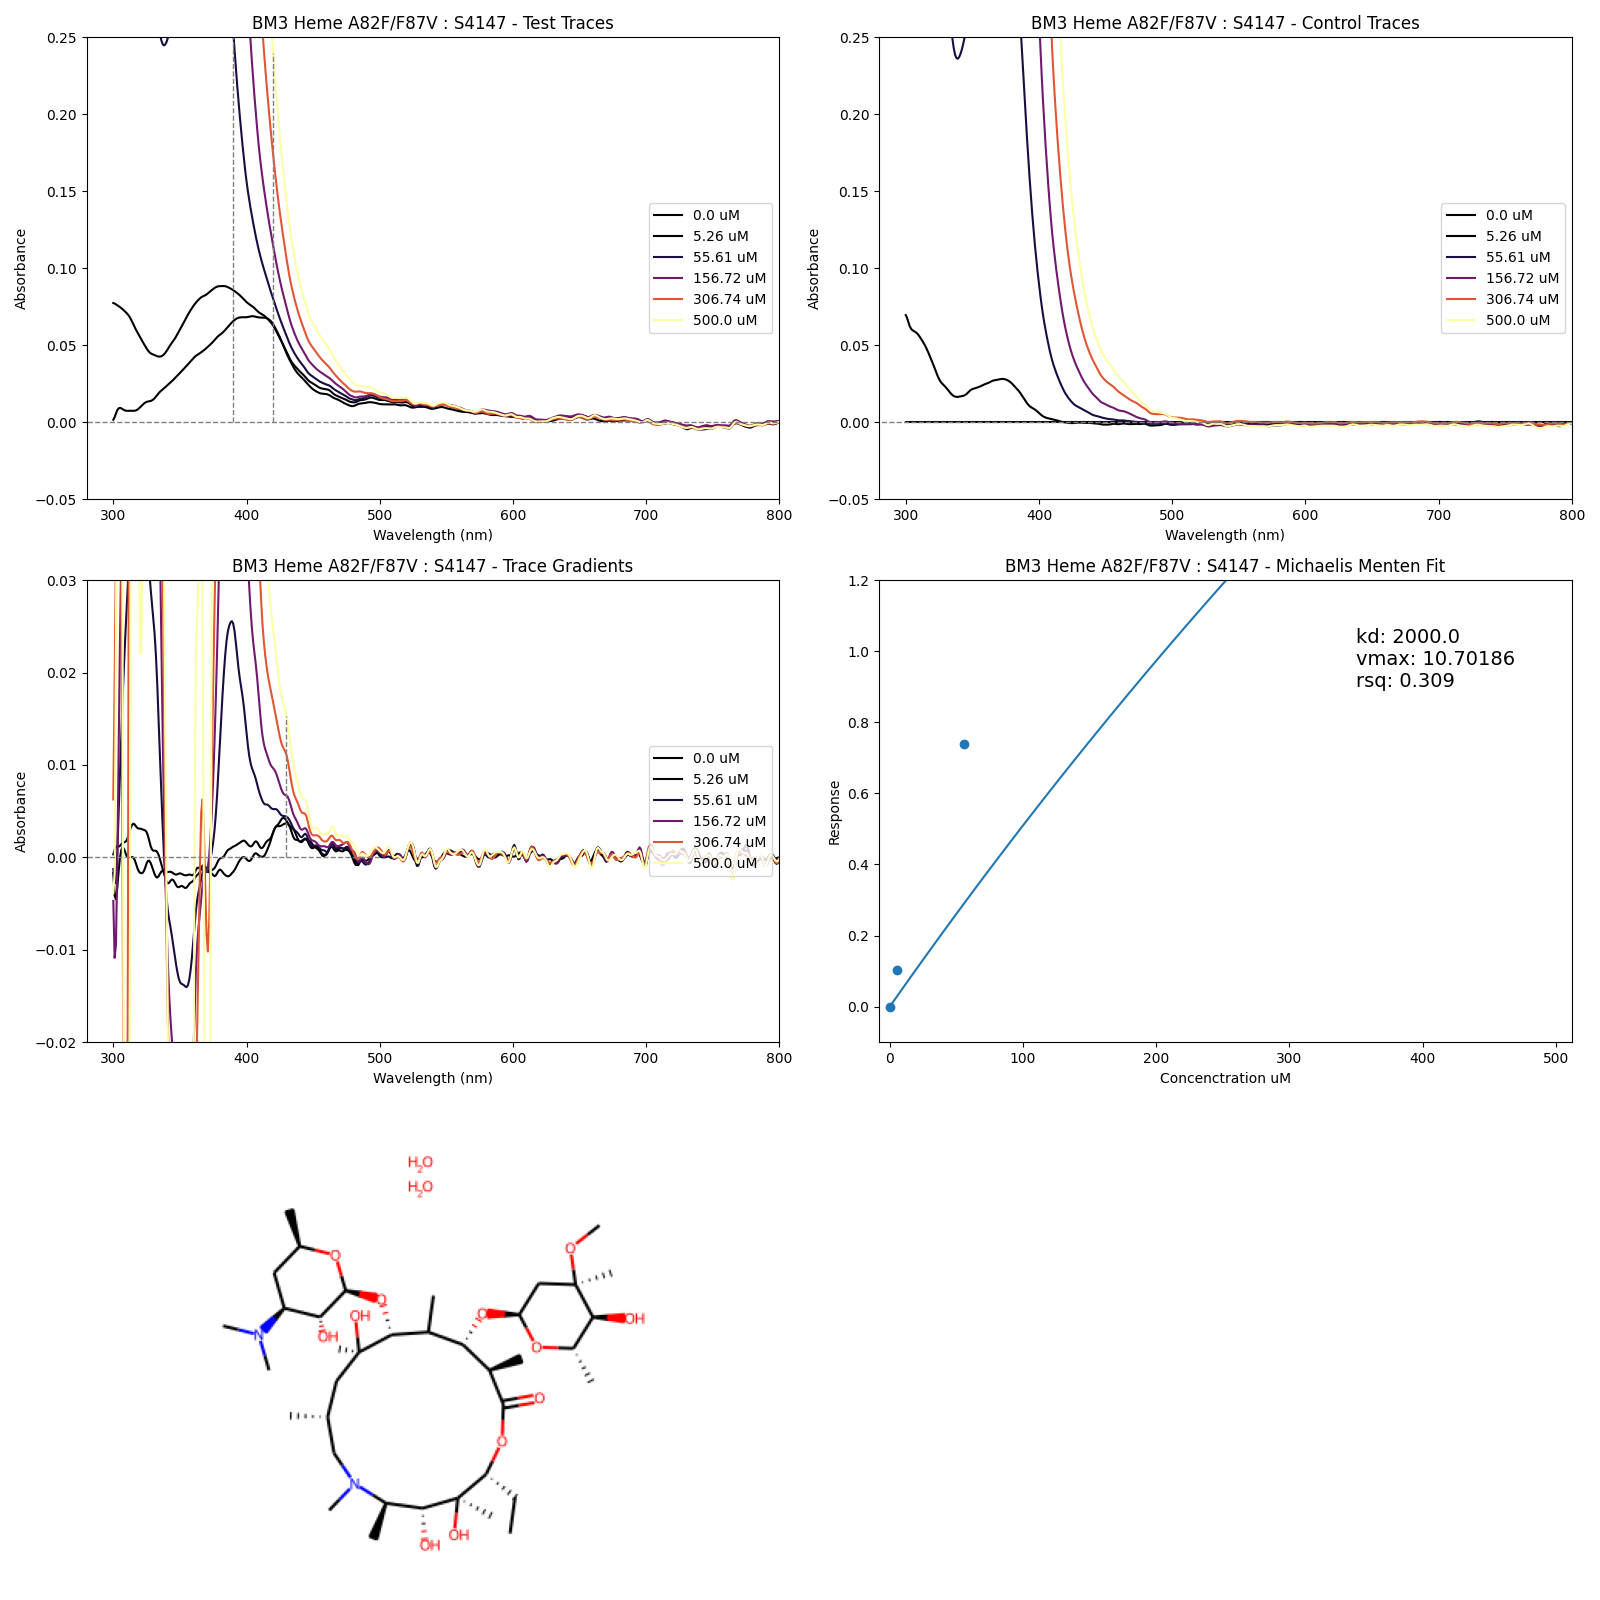 BM3 Heme A82F/F87V : S4147 - Test Traces
0.25
0.20
0.15
0.10
0.05
0.00
−0.05
Absorbance
300 400 500 600 700 800
Wavelength (nm)
0.0 uM
5.26 uM
55.61 uM
156.72 uM
306.74 uM
500.0 uM
BM3 Heme A82F/F87V : S4147 - Control Traces
0.25
0.20
0.15
0.10
0.05
0.00
−0.05
Absorbance
300 400 500 600 700 800
Wavelength (nm)
0.0 uM
5.26 uM
55.61 uM
156.72 uM
306.74 uM
500.0 uM
BM3 Heme A82F/F87V : S4147 - Trace Gradients
0.03
0.02
0.01
0.00
−0.01
−0.02
Absorbance
300 400 500 600 700 800
Wavelength (nm)
0.0 uM
5.26 uM
55.61 uM
156.72 uM
306.74 uM
500.0 uM
BM3 Heme A82F/F87V : S4147 - Michaelis Menten Fit
1.2
1.0
0.8
0.6
0.4
0.2
0.0
Response
kd: 2000.0
vmax: 10.70186
rsq: 0.309
0 100 200 300 400 500
Concenctration uM
H2O
H2O
O
O
O
OH
O
OH
N
OH
O
O
O
N
OH
OH